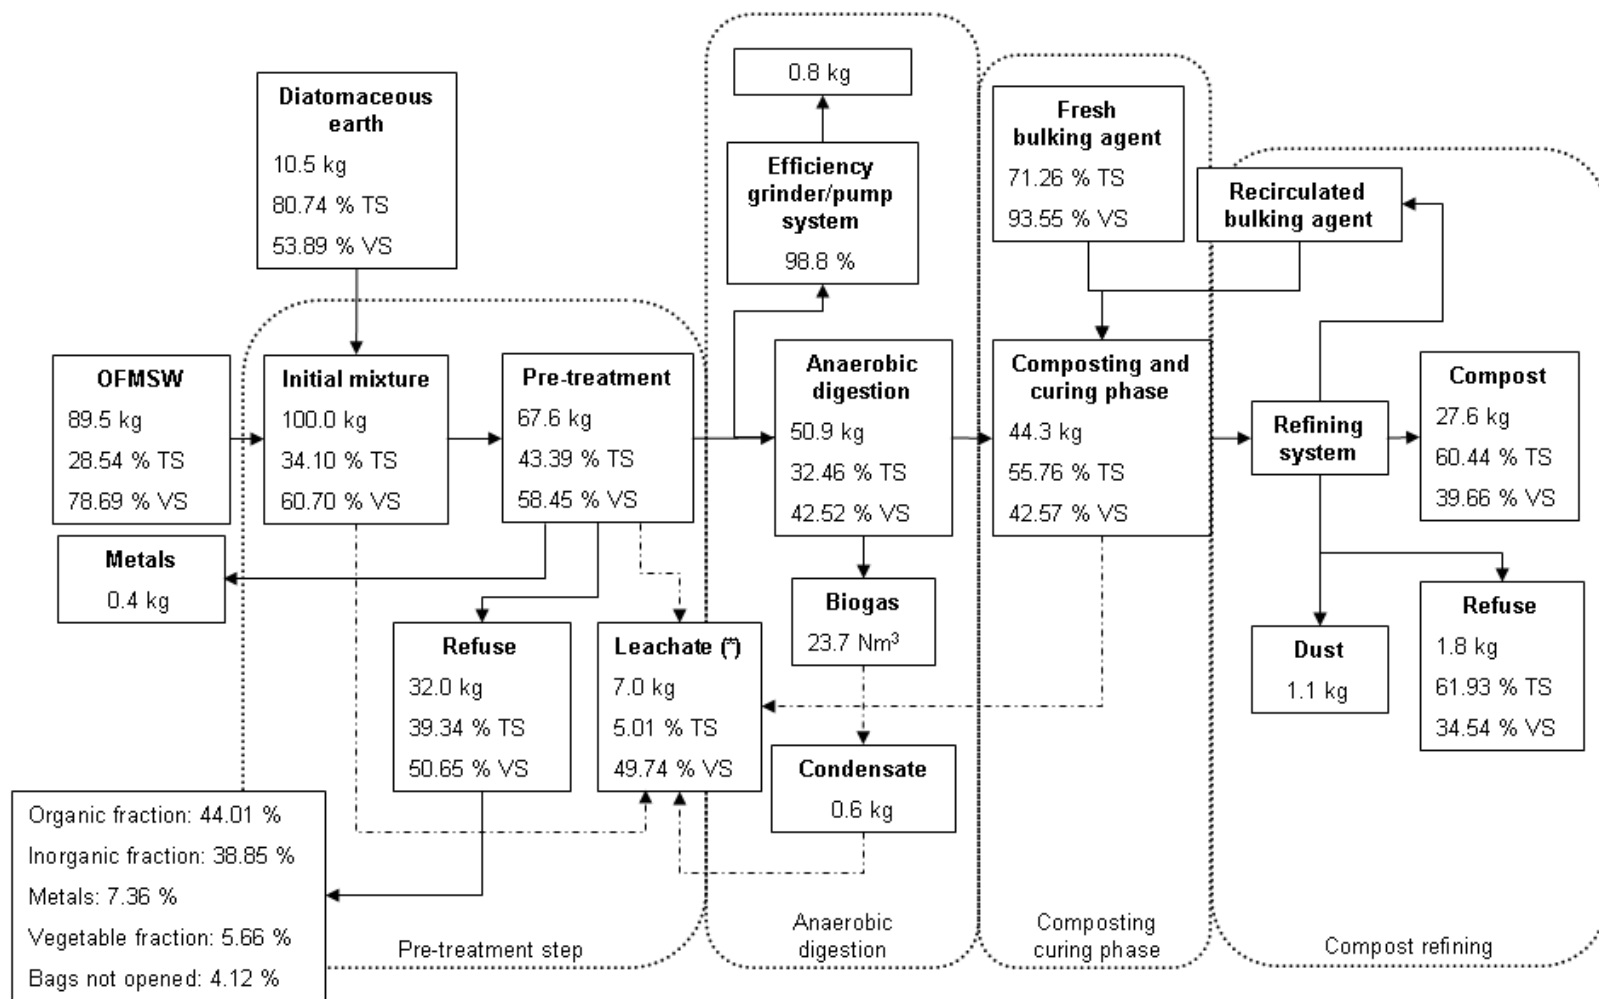 Diatomaceous
earth
10.5 kg
80.74 % TS
53.89 % VS
0.8 kg
Efficiency
grinder/pump
system
98.8 %
Fresh
bulking agent
71.26 % TS
93.55 % VS
Recirculated
bulking agent
OFMSW
89.5 kg
28.54 % TS
78.69 % VS
Initial mixture
100.0 kg
34.10 % TS
60.70 % VS
Pre-treatment
67.6 kg
43.39 % TS
58.45 % VS
Anaerobic
digestion
50.9 kg
32.46 % TS
42.52 % VS
Composting and
curing phase
44.3 kg
55.76 % TS
42.57 % VS
Refining
system
Compost
27.6 kg
60.44 % TS
39.66 % VS
Metals
0.4 kg
Refuse
32.0 kg
39.34 % TS
50.65 % VS
Leachate (*)
7.0 kg
5.01 % TS
49.74 % VS
Biogas
23.7 Nm³
Condensate
0.6 kg
Dust
1.1 kg
Refuse
1.8 kg
61.93 % TS
34.54 % VS
Organic fraction: 44.01 %
Inorganic fraction: 38.85 %
Metals: 7.36 %
Vegetable fraction: 5.66 %
Bags not opened: 4.12 %
Pre-treatment step
Anaerobic
digestion
Composting
curing phase
Compost refining